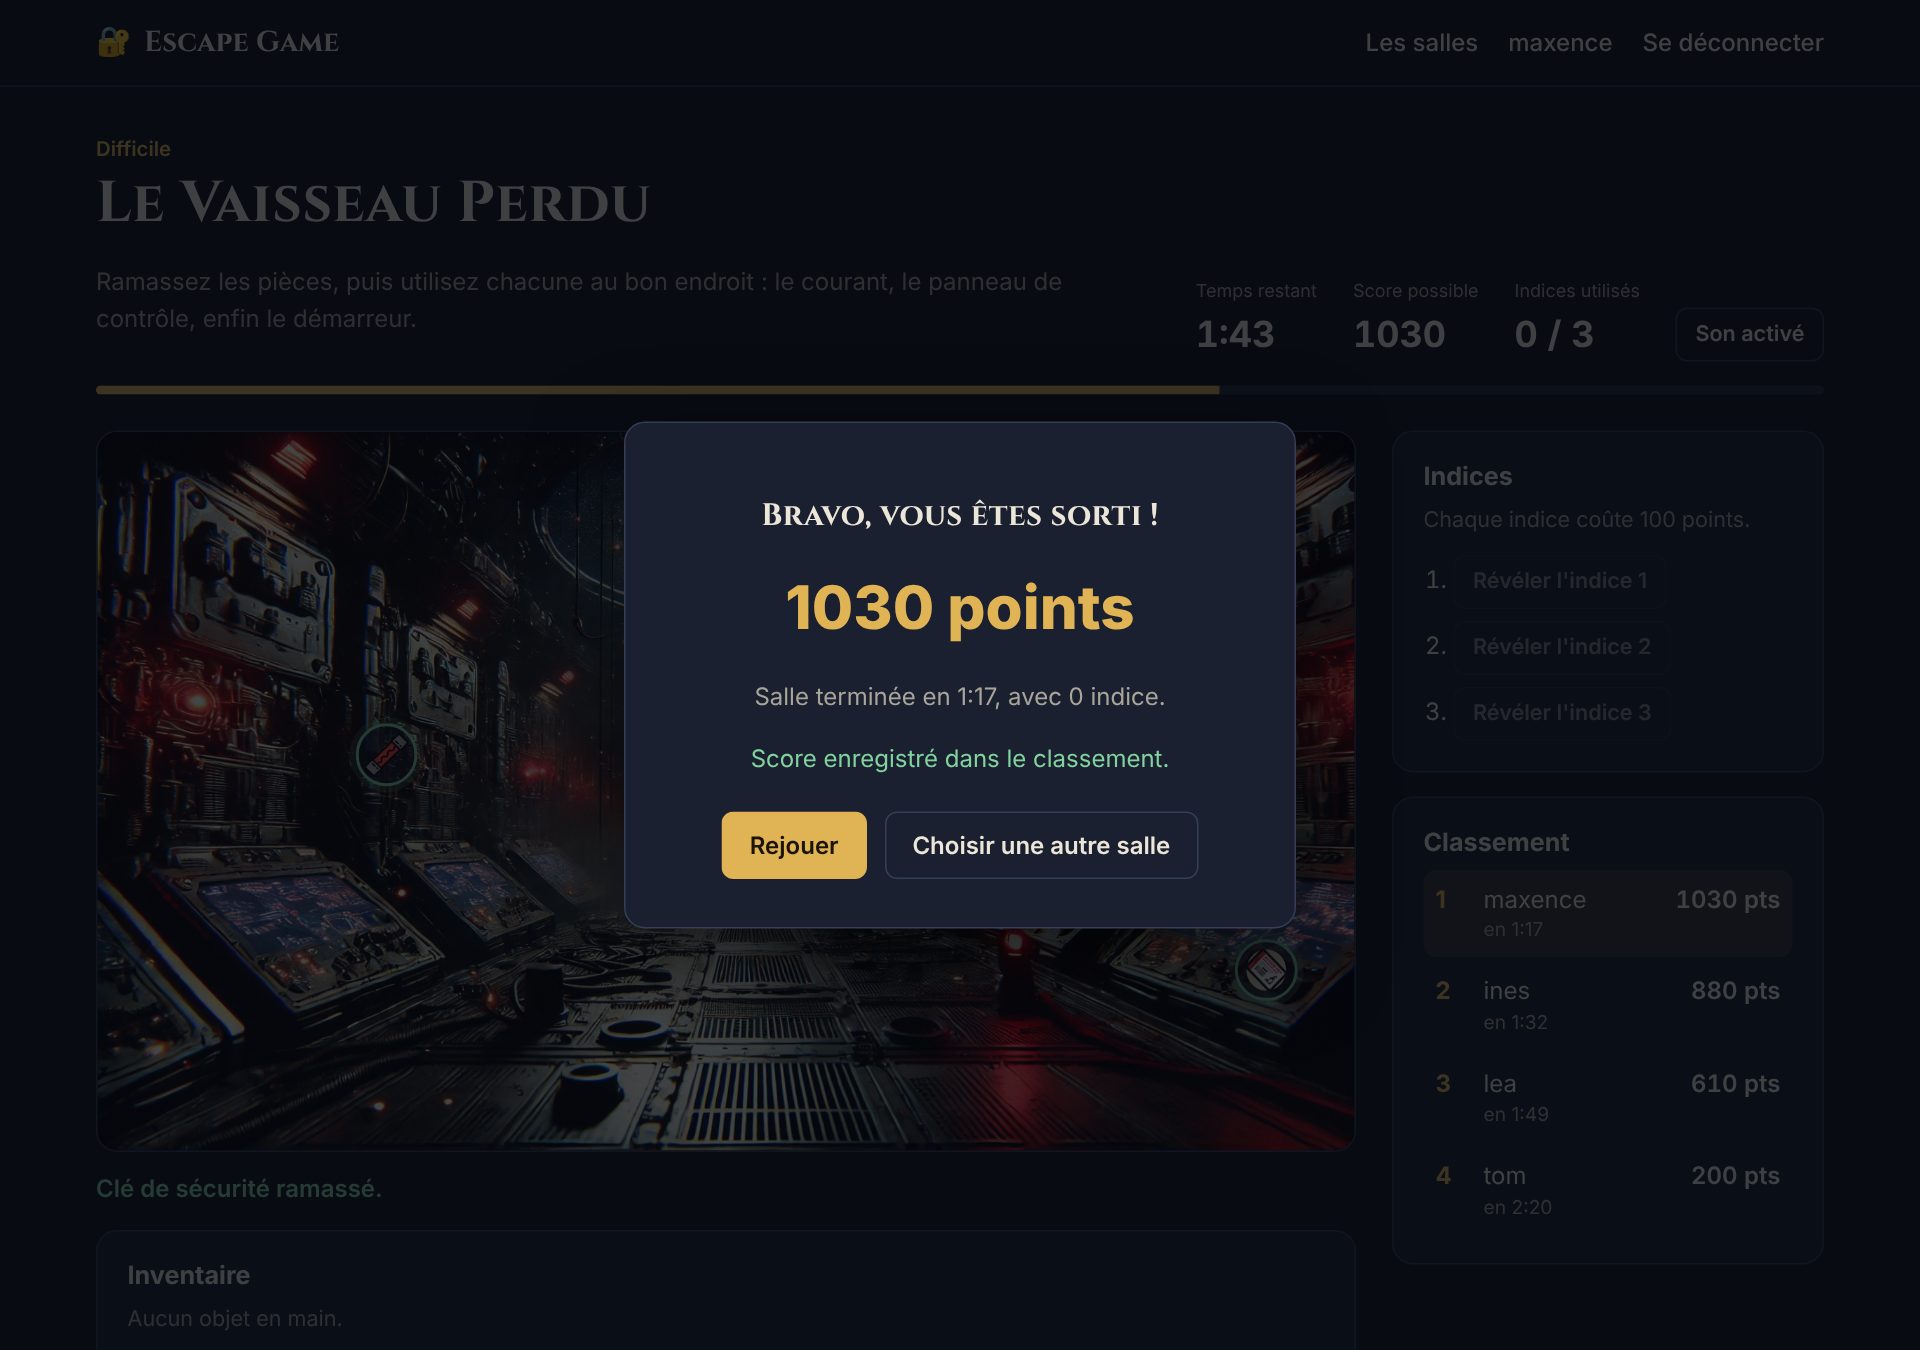 Escape Game
Les salles
maxence
Se déconnecter
Difficile
Le Vaisseau Perdu
Ramassez les pièces, puis utilisez chacune au bon endroit : le courant, le panneau de
contrôle, enfin le démarreur.
Temps restant
1:43
Score possible
1030
Indices utilisés
0 / 3
Son activé
Bravo, vous êtes sorti !
1030 points
Salle terminée en 1:17, avec 0 indice.
Score enregistré dans le classement.
Rejouer
Choisir une autre salle
Indices
Chaque indice coûte 100 points.
1. Révéler l'indice 1
2. Révéler l'indice 2
3. Révéler l'indice 3
Classement
1 maxence 1030 pts
en 1:17
2 ines 880 pts
en 1:32
3 lea 610 pts
en 1:49
4 tom 200 pts
en 2:20
Clé de sécurité ramassé.
Inventaire
Aucun objet en main.